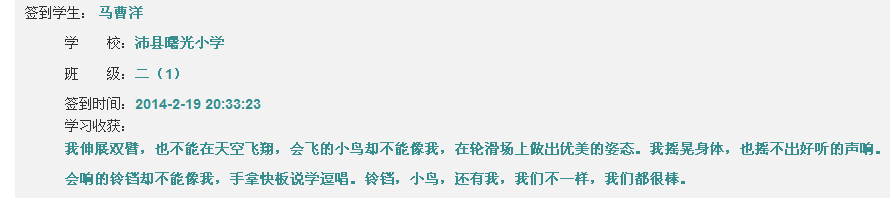 签到学生： 马曹洋
学 校：沛县曙光小学
班 级：二（1）
签到时间：2014-2-19 20:33:23
学习收获：
我伸展双臂，也不能在天空飞翔，会飞的小鸟却不能像我，在轮滑场上做出优美的姿态。我摇晃身体，也摇不出好听的声响。
会响的铃铛却不能像我，手拿快板说学逗唱。铃铛，小鸟，还有我，我们不一样，我们都很棒。